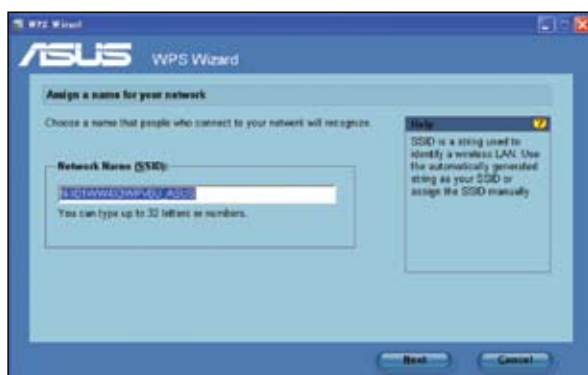 WPS Wizard
ASUS WPS Wizard
Assign a name for your network
Choose a name that people who connect to your network will recognize.
Network Name (SSID):
You can type up to 32 letters or numbers.
Help
SSID is a string used to
identify a wireless LAN. Use
the automatically generated
string as your SSID or
assign the SSID manually
Next
Cancel